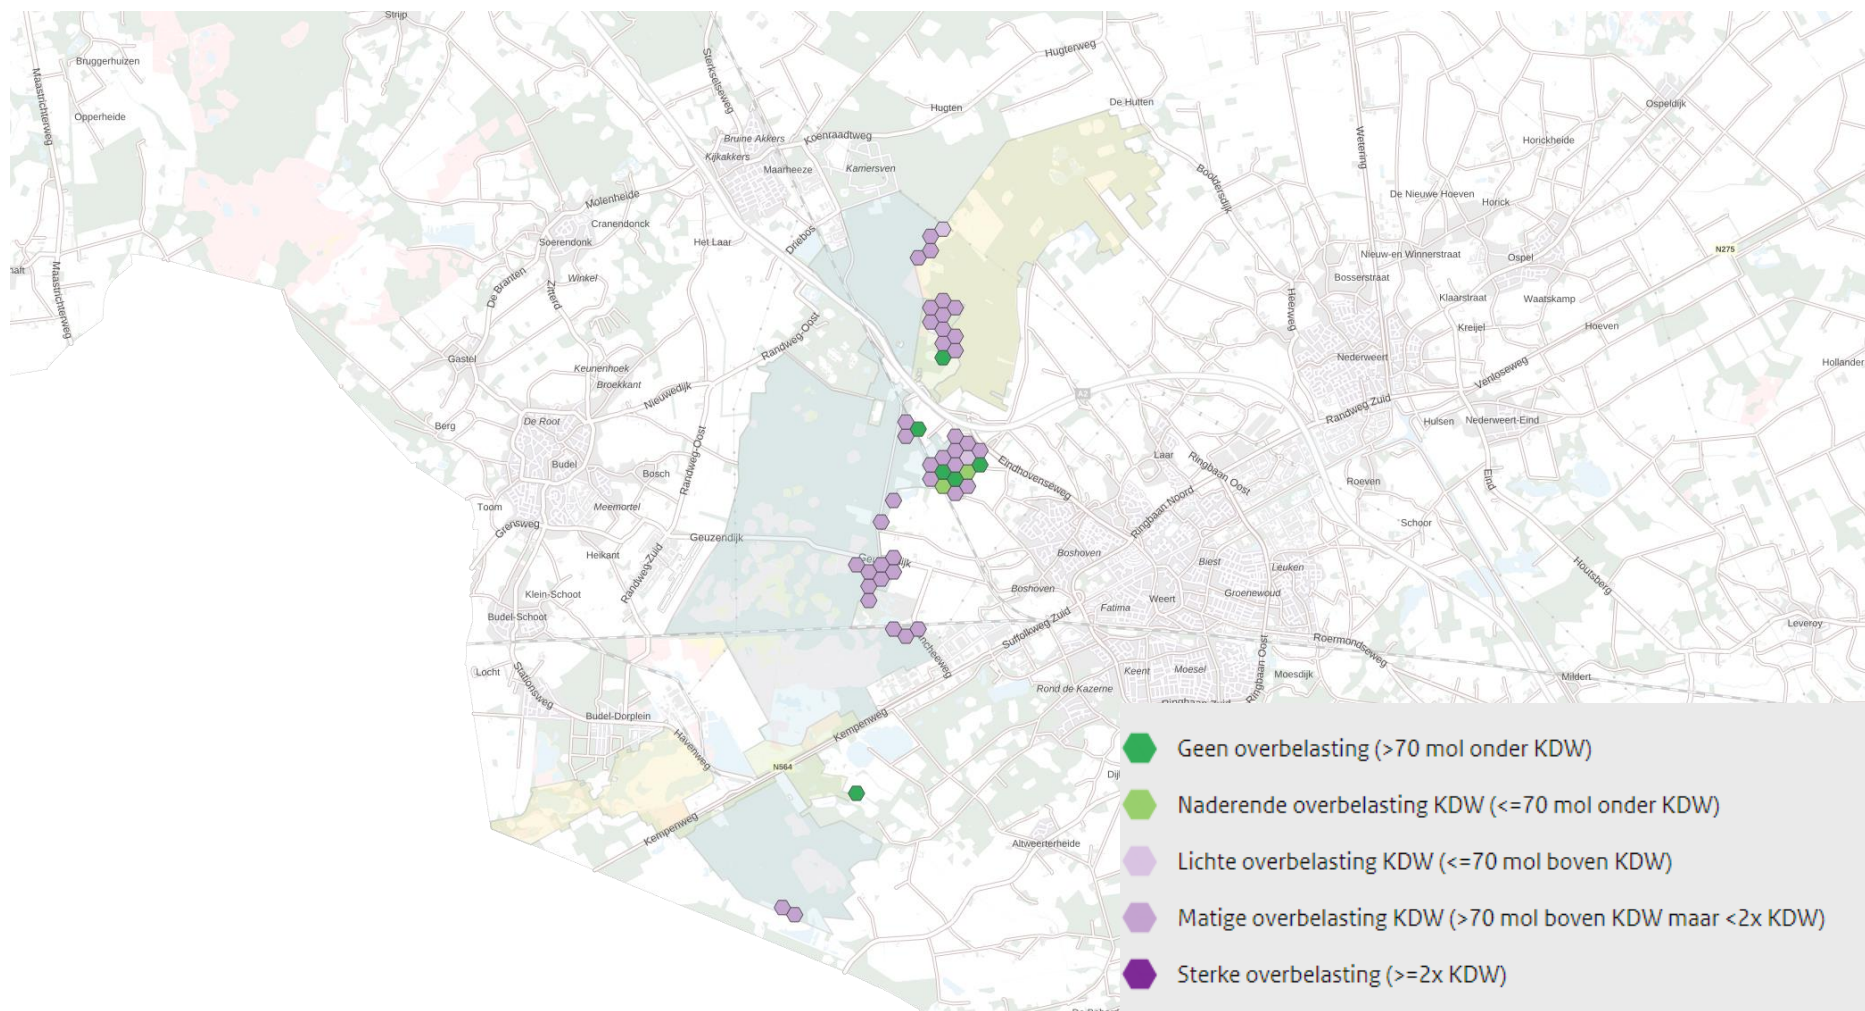 Strijp
Bruggerhuizen
Maastrichterweg
Opperheide
Sterkselseweg
Hugterweg
Hugten
De Hutten
Ospeldijk
Bruine Akkers
Koenraadtweg
Kijkakkers
Maarheeze
Kamersven
Wetering
Horickheide
Booldersdijk
Molenheide
Cranendonck
De Nieuwe Hoeven
Horick
Soerendonk
Het Laar
Driebos
N275
Nieuw-en Winnerstraat
Ospel
Maastrichterweg
De Branten
Winkel
Zitterd
Bosserstraat
Klaarstraat
Waatskamp
Heerweg
Kreijel
Hoeven
Randweg-Oost
Gastel
Keunenhoek
Broekkant
Nederweert
Venloseweg
Hollander
Nieuwedijk
A2
Randweg Zuid
Hulsen
Nederweert-Eind
De Root
Berg
Budel
Bosch
Randweg-Oost
Eindhovenseweg
Laar
Ringbaan Oost
Roeven
Eind
Toom
Meemortel
Grensweg
Ringbaan Noord
Schoor
Geuzendijk
Heikant
Randweg-Zuid
Boshoven
Biest
Leuken
Houtsberg
Klein-Schoot
Boshoven
Groenewoud
Weert
Fatima
Budel-Schoot
Suffolkweg Zuid
Leveroy
Roermondseweg
Locht
Stationsweg
Keent
Moesel
Ringbaan Oost
Moesdijk
Mildert
Rond de Kazerne
Budel-Dorplein
Havenweg
Kempenweg
N564
Kempenweg
Altweerterheide
Geen overbelasting (>70 mol onder KDW)
Naderende overbelasting KDW (<=70 mol onder KDW)
Lichte overbelasting KDW (<=70 mol boven KDW)
Matige overbelasting KDW (>70 mol boven KDW maar <2x KDW)
Sterke overbelasting (>=2x KDW)